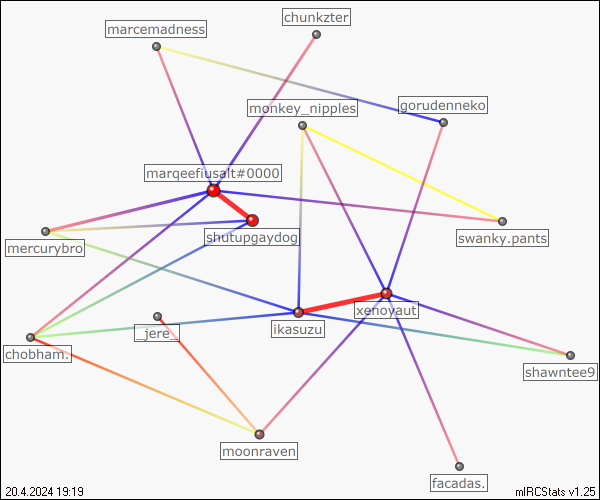 chunkzter
marcemadness
monkey_nipples
gorudenneko
marqeefiusalt#0000
shutupgaydog
swanky.pants
mercurybro
xenoyaut
ikasuzu
_jere_
chobham.
shawntee9
moonraven
facadas.
20.4.2024 19:19
mIRCStats v1.25